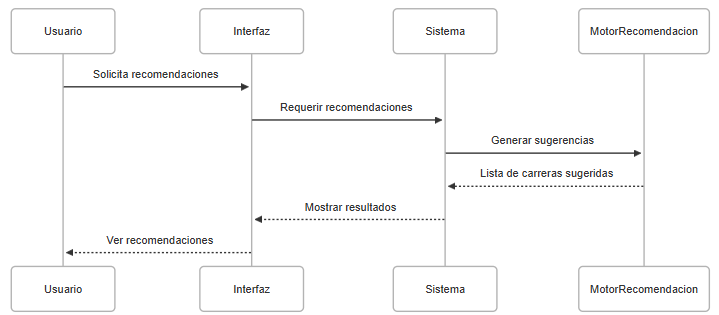 Usuario
Interfaz
Sistema
MotorRecomendacion
Solicita recomendaciones
Requerir recomendaciones
Generar sugerencias
Lista de carreras sugeridas
Mostrar resultados
Ver recomendaciones
Usuario
Interfaz
Sistema
MotorRecomendacion